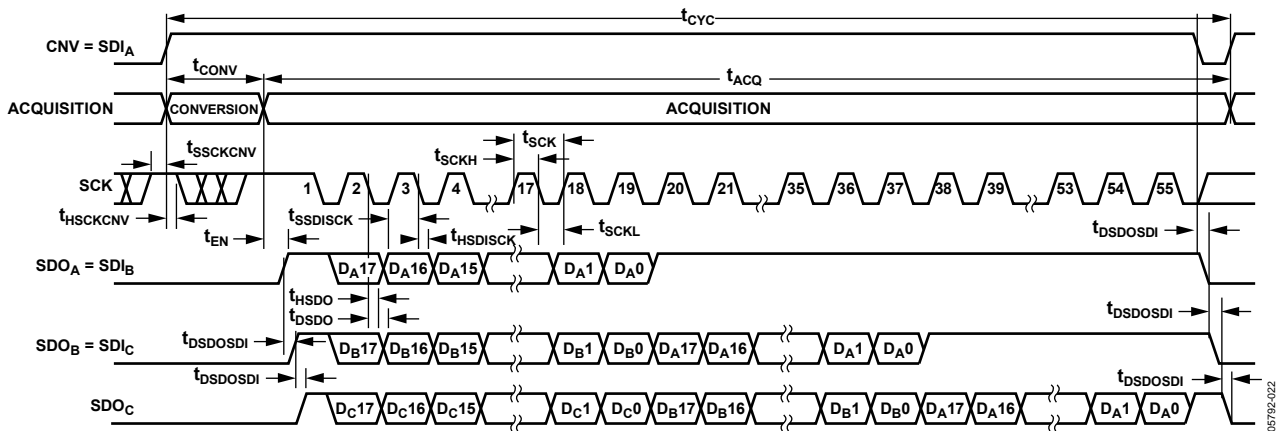 tCYC
CNV = SDIA
tCONV
tACQ
ACQUISITION CONVERSION ACQUISITION
tSSCKCNV
tSCK
tSCKH
SCK 1 2 3 4 17 18 19 20 21 35 36 37 38 39 53 54 55
tHSCKCNV
tSSDISCK
tEN
tHSDISCK
tSCKL
tDSDOSDI
SDOA = SDIB DA17 DA16 DA15 DA1 DA0
tHSDO
tDSDO
tDSDOSDI
tDSDOSDI
SDOB = SDIC DB17 DB16 DB15 DB1 DB0 DA17 DA16 DA1 DA0
tDSDOSDI
tDSDOSDI
SDOC DC17 DC16 DC15 DC1 DC0 DB17 DB16 DB1 DB0 DA17 DA16 DA1 DA0
05792-022